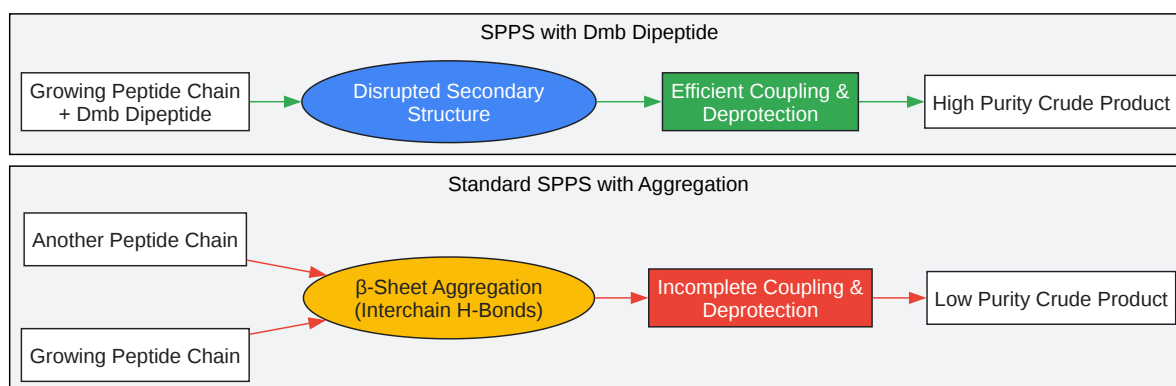 SPPS with Dmb Dipeptide
Growing Peptide Chain
+ Dmb Dipeptide
Disrupted Secondary
Structure
Efficient Coupling &
Deprotection
High Purity Crude Product
Standard SPPS with Aggregation
Another Peptide Chain
Growing Peptide Chain
β-Sheet Aggregation
(Interchain H-Bonds)
Incomplete Coupling &
Deprotection
Low Purity Crude Product